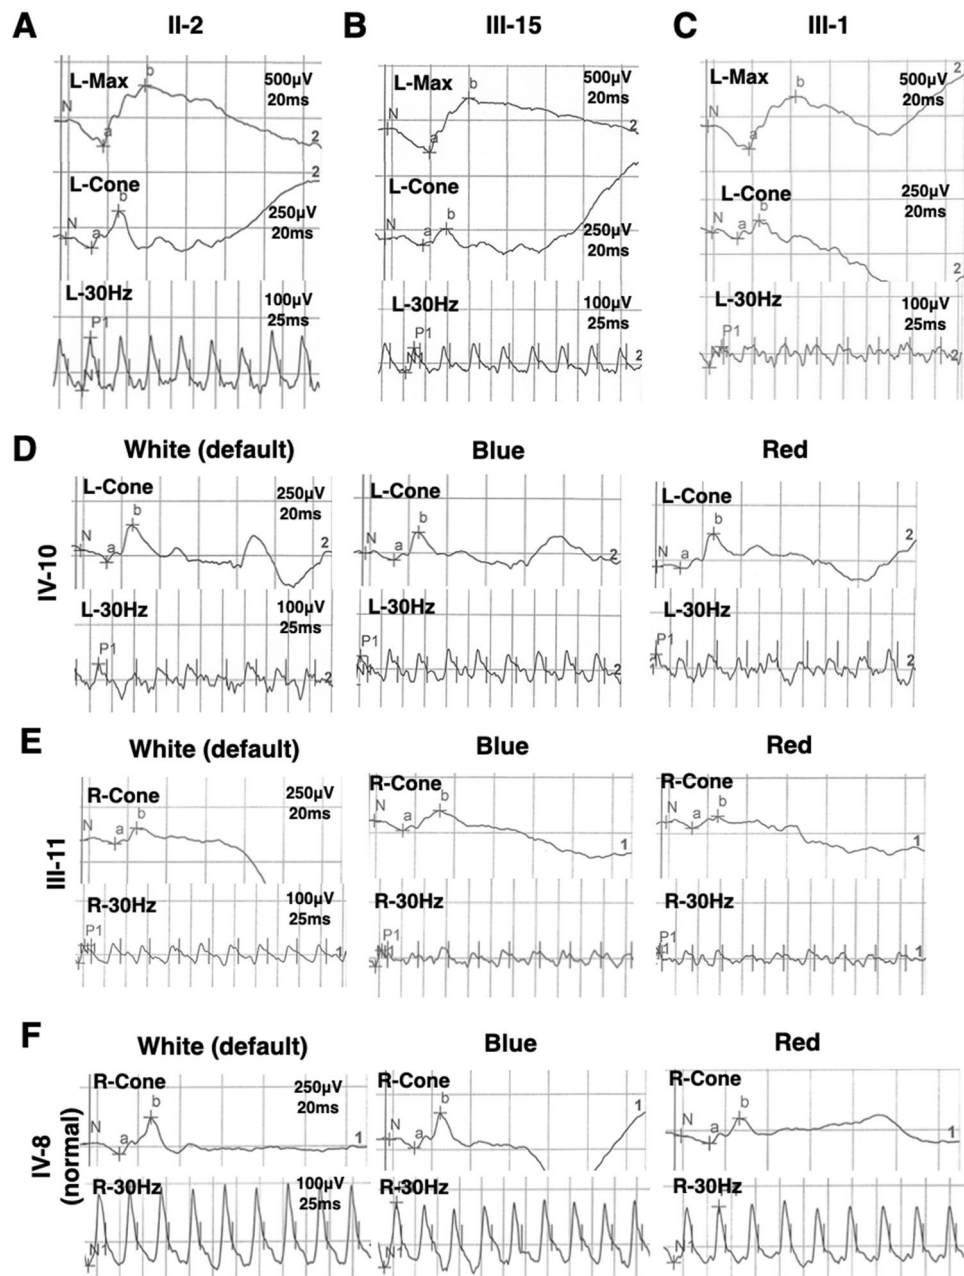 A II-2 B III-15 C III-1
L-Max b 500µV 20ms N a 2
L-Max b 500µV 20ms N a 2
L-Max b 500µV 20ms N a 2
L-Cone b 250µV 20ms N a 2
L-Cone b 250µV 20ms N a
L-Cone b 250µV 20ms N a 2
L-30Hz 100µV 25ms P1 N
L-30Hz 100µV 25ms P1 N1 2
L-30Hz 100µV 25ms P1 N 2
D White (default) Blue Red
IV-10
L-Cone b 250µV 20ms N a 2
L-Cone b N a 2
L-Cone b N a 2
L-30Hz 100µV 25ms P1 2
L-30Hz P1 2
L-30Hz P1 2
E White (default) Blue Red
III-11
R-Cone 250µV 20ms N a b
R-Cone b N a 1
R-Cone b N a 1
R-30Hz 100µV 25ms P1 1
R-30Hz P1 1
R-30Hz P1 1
F White (default) Blue Red
IV-8
(normal)
R-Cone b 250µV 20ms N a 1
R-Cone b 1 N a
R-Cone b N a 1
R-30Hz 100µV 25ms N1
R-30Hz N1
R-30Hz N1